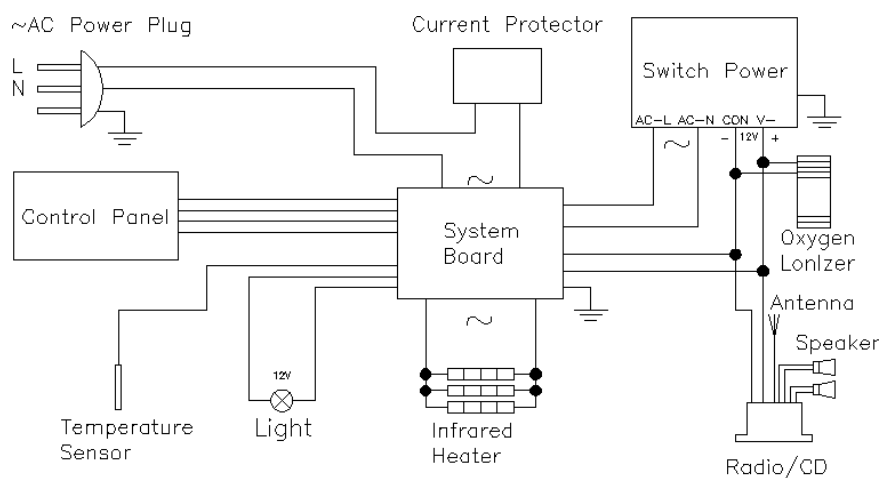 ~AC Power Plug
Current Protector
L
N
Switch Power
AC-L AC-N CON V-
~
- 12V +
Control Panel
~
System
Board
Oxygen
LonIzer
Antenna
~
Speaker
12V
Temperature
Sensor
Light
Infrared
Heater
Radio/CD